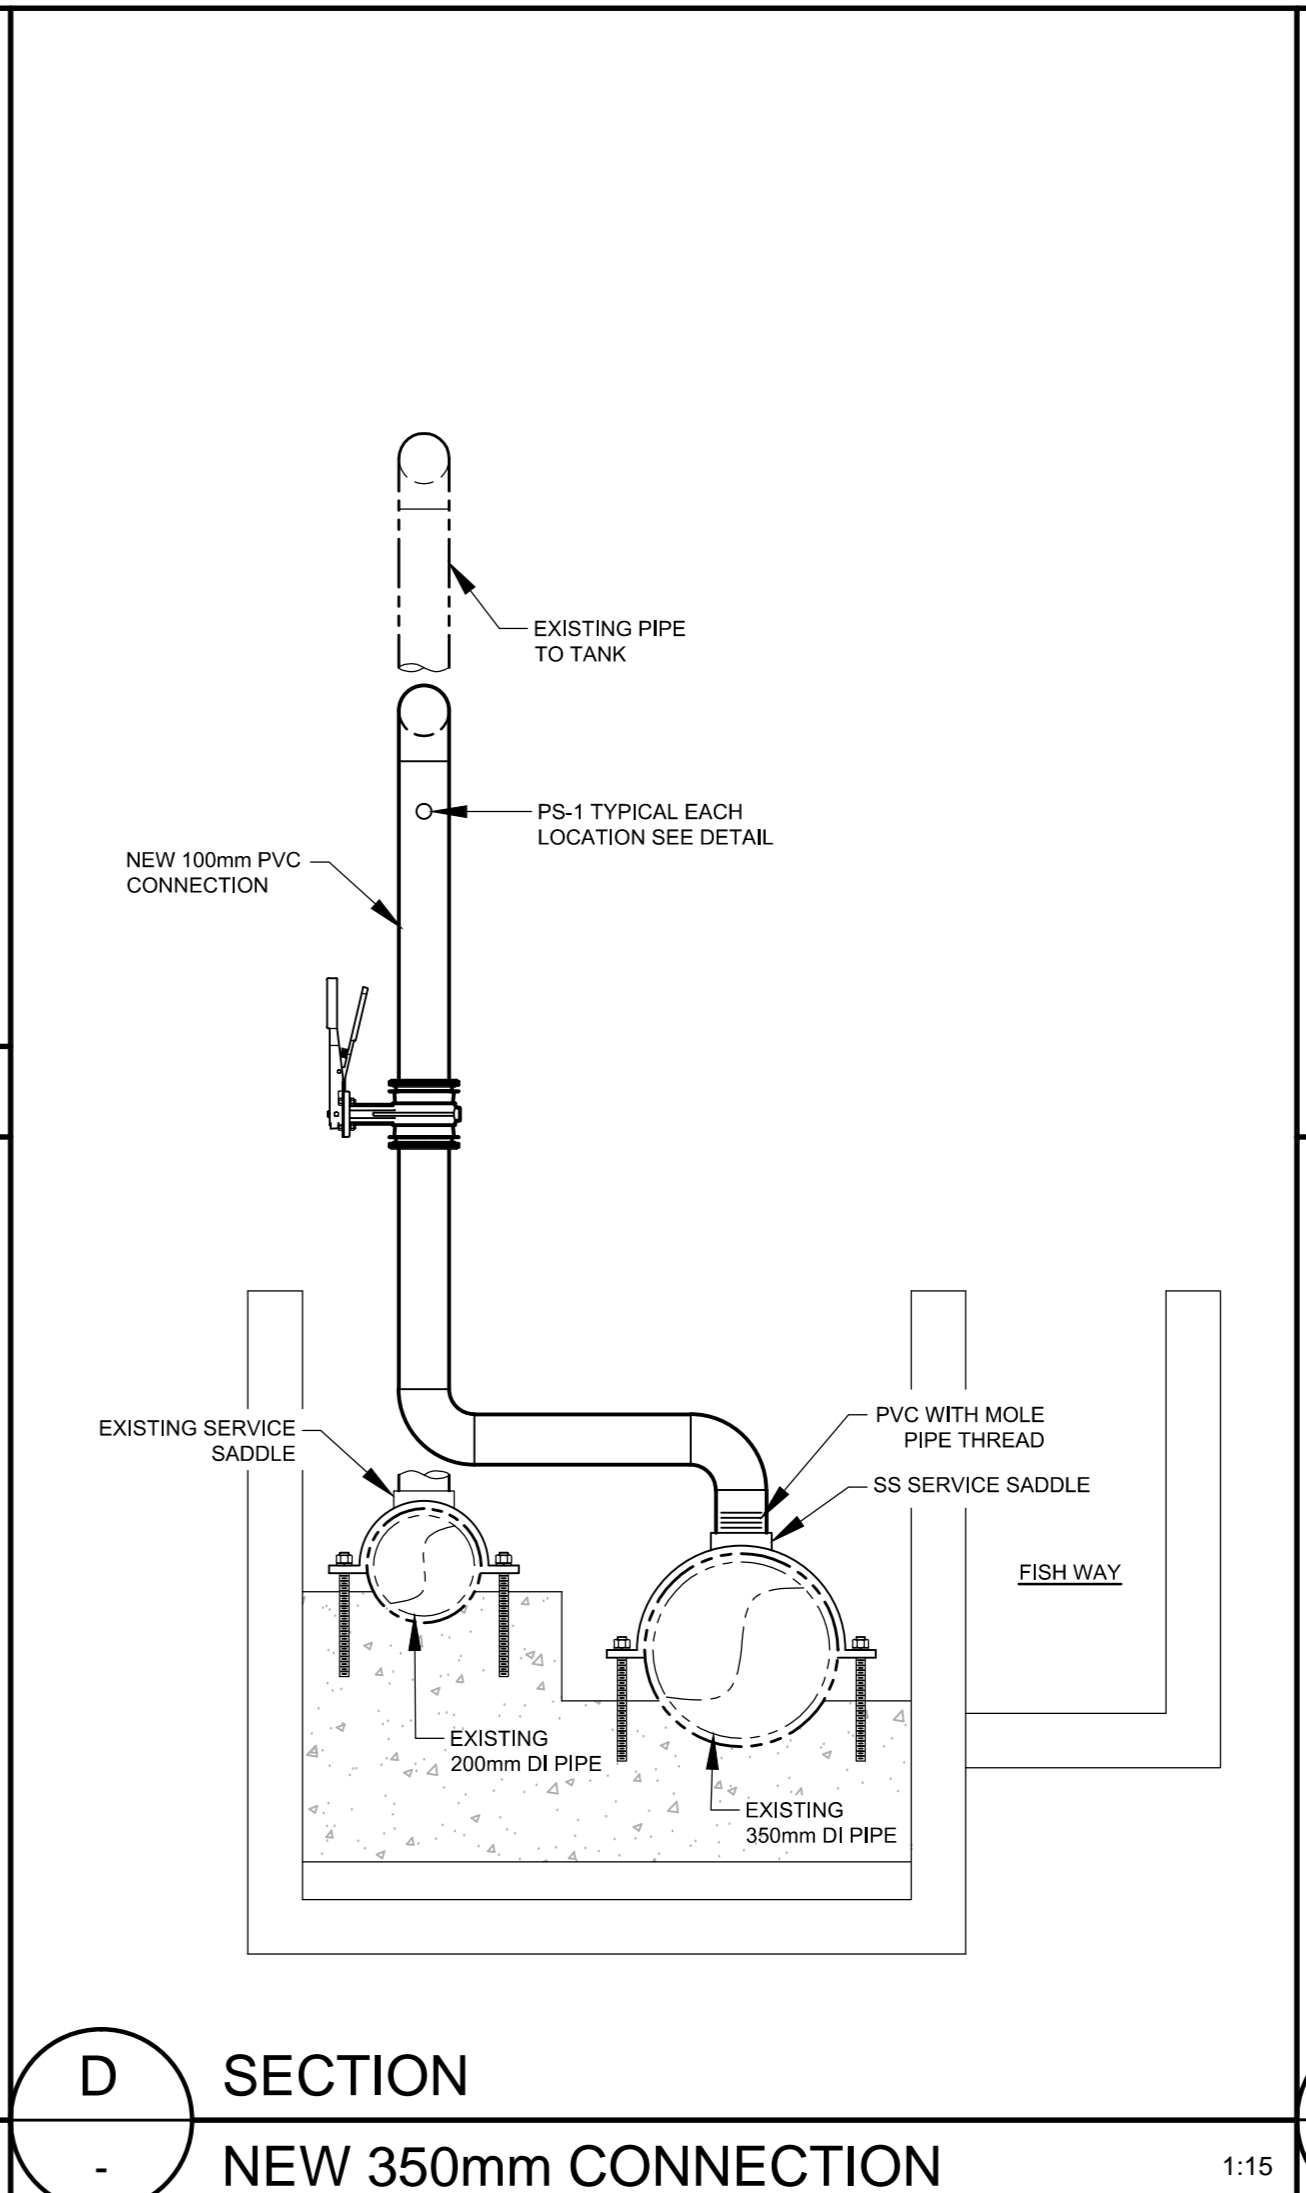 EXISTING PIPE
TO TANK
PS-1 TYPICAL EACH
LOCATION SEE DETAIL
NEW 100mm PVC
CONNECTION
EXISTING SERVICE
SADDLE
PVC WITH MOLE
PIPE THREAD
SS SERVICE SADDLE
FISH WAY
EXISTING
200mm DI PIPE
EXISTING
350mm DI PIPE
D
SECTION
-
NEW 350mm CONNECTION
1:15